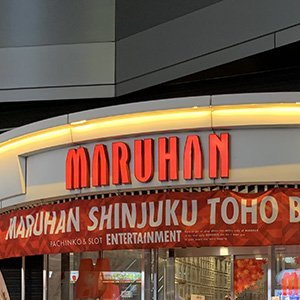 MARUHAN
MARUHAN SHINJUKU TOHO B
PACHINKO & SLOT ENTERTAINMENT